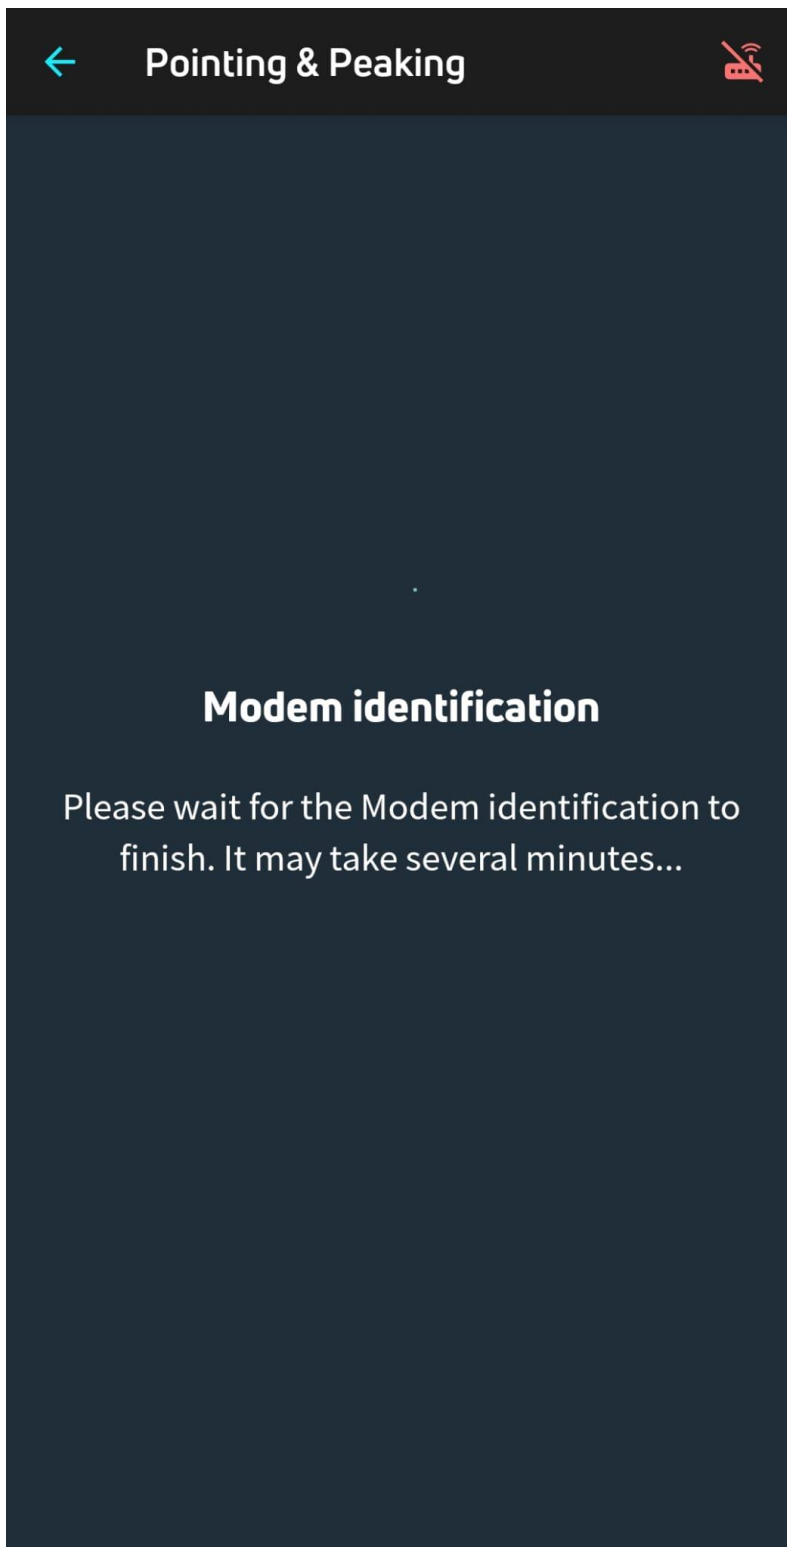 Pointing & Peaking
Modem identification
Please wait for the Modem identification to
finish. It may take several minutes...